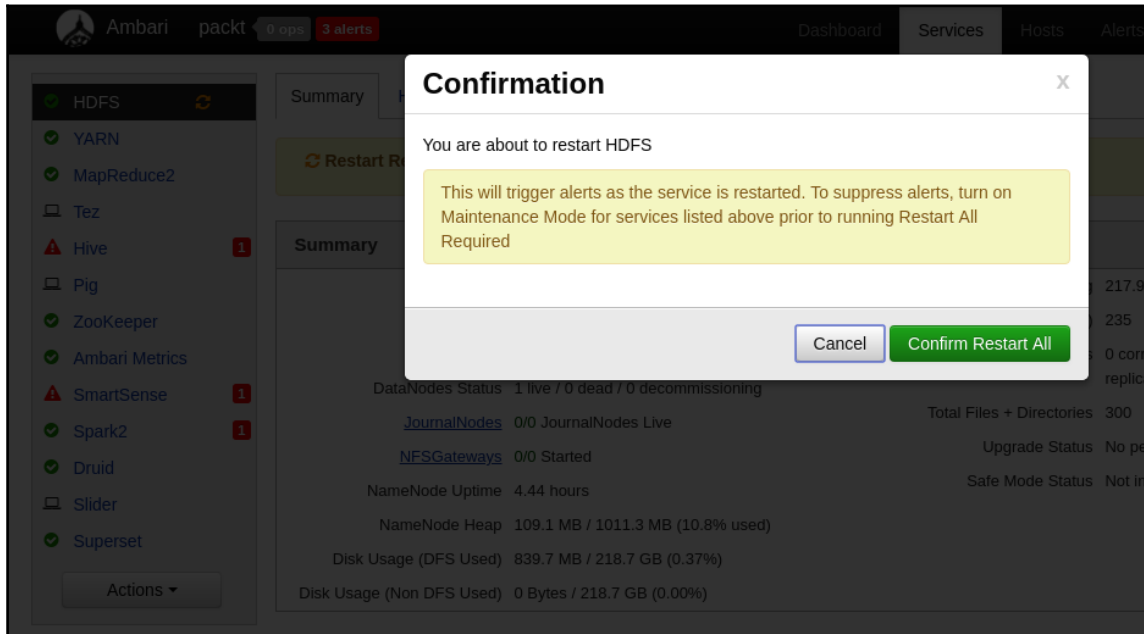 Ambari packt 0 ops 3 alerts Dashboard Services Hosts Alerts
Confirmation x
HDFS
YARN
MapReduce2
Tez
Hive 1
Pig
ZooKeeper
Ambari Metrics
SmartSense 1
Spark2 1
Druid
Slider
Superset
Actions
Summary
Restart
You are about to restart HDFS
This will trigger alerts as the service is restarted. To suppress alerts, turn on
Maintenance Mode for services listed above prior to running Restart All
Required
Cancel Confirm Restart All
Summary
217.9
235
0
DataNodes Status 1 live / 0 dead / 0 decommissioning
JournalNodes 0/0 JournalNodes Live
NFSGateways 0/0 Started
NameNode Uptime 4.44 hours
NameNode Heap 109.1 MB / 1011.3 MB (10.8% used)
Disk Usage (DFS Used) 839.7 MB / 218.7 GB (0.37%)
Disk Usage (Non DFS Used) 0 Bytes / 218.7 GB (0.00%)
Total Files + Directories 300
Upgrade Status No
Safe Mode Status Not